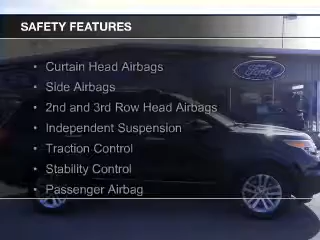 SAFETY FEATURES
• Curtain Head Airbags
• Side Airbags
• 2nd and 3rd Row Head Airbags
• Independent Suspension
• Traction Control
• Stability Control
• Passenger Airbag
Ford